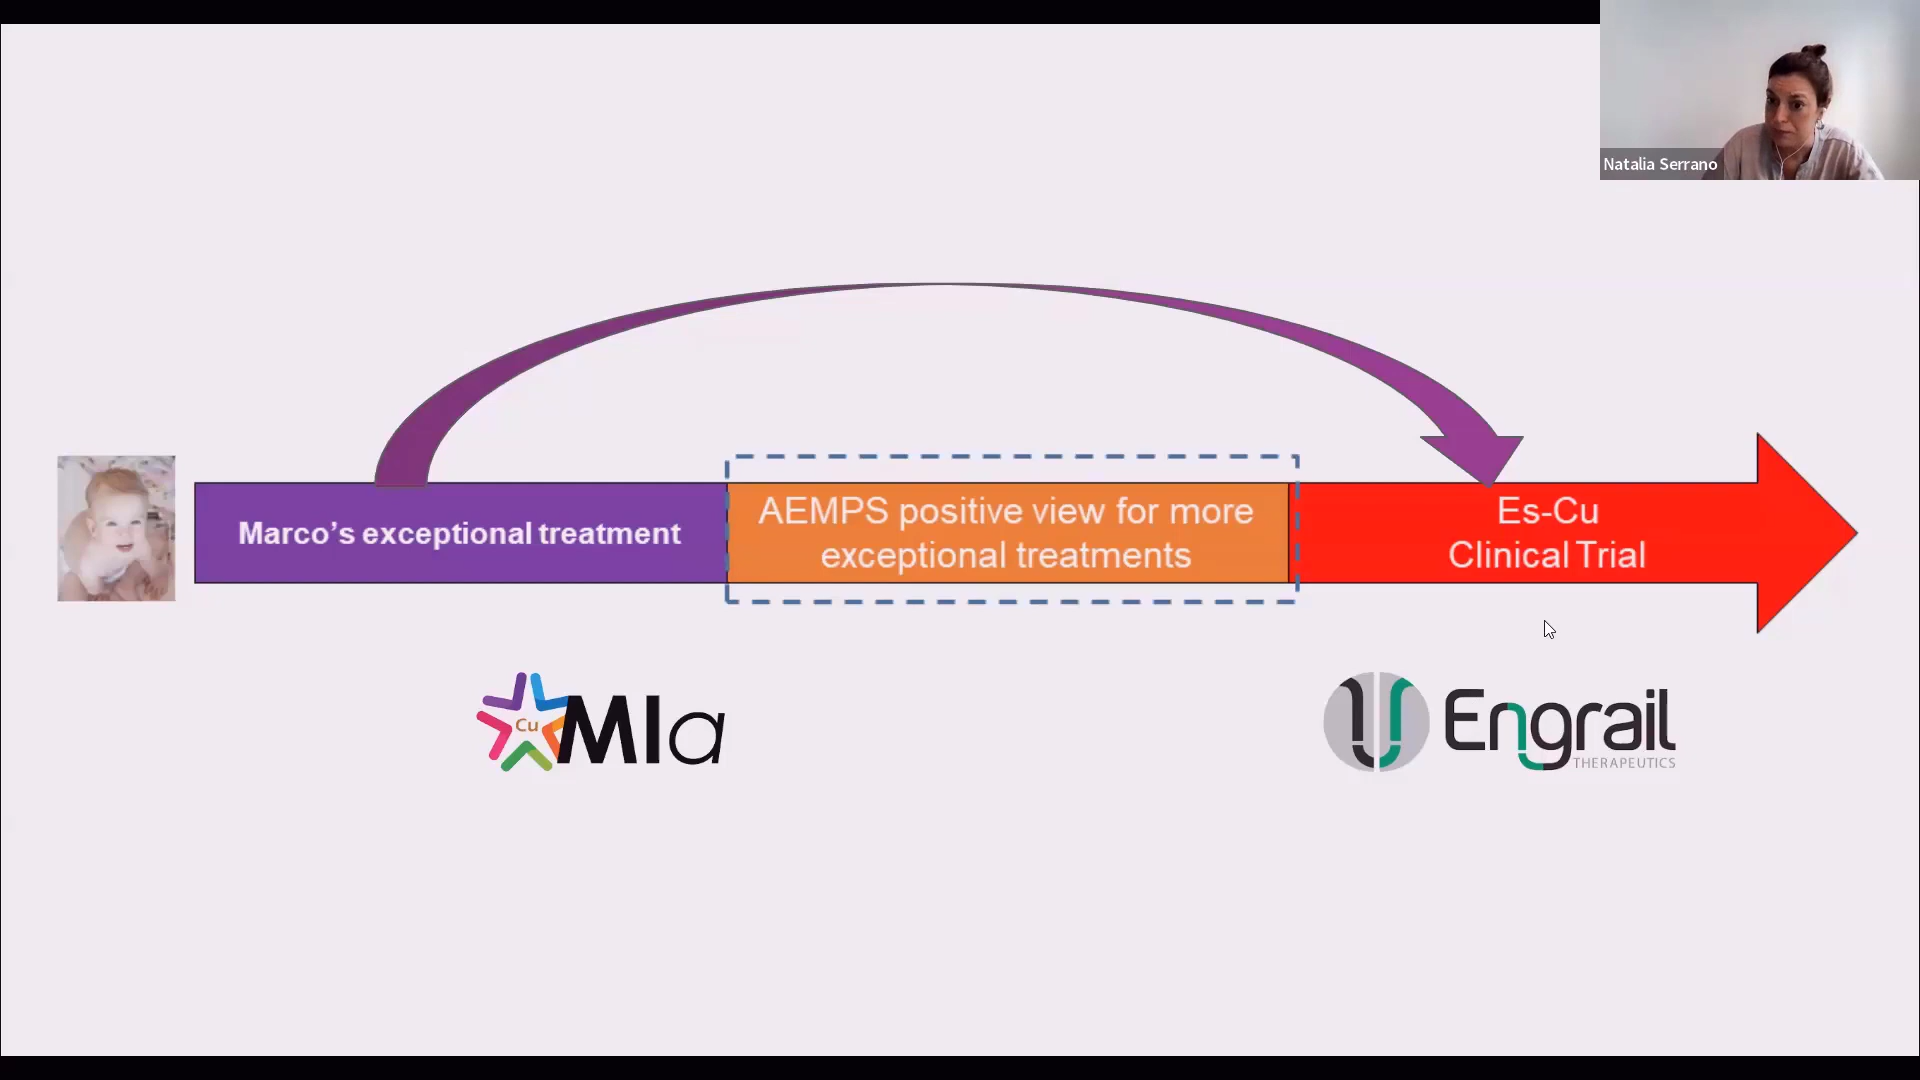 Natalia Serrano
Marco's exceptional treatment
AEMPS positive view for more
exceptional treatments
Es-Cu
Clinical Trial
Cu
MIa
Engrail
THERAPEUTICS